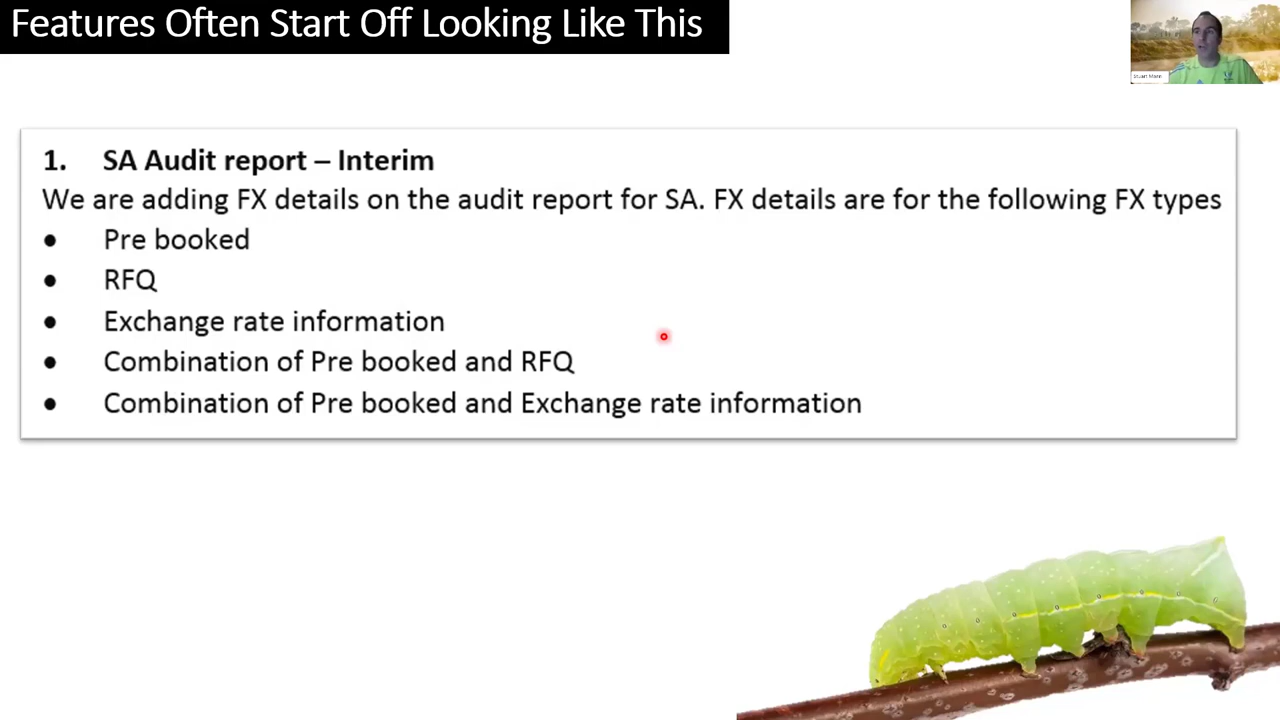 Features Often Start Off Looking Like This
Stuart Mann
1. SA Audit report – Interim
We are adding FX details on the audit report for SA. FX details are for the following FX types
• Pre booked
• RFQ
• Exchange rate information
• Combination of Pre booked and RFQ
• Combination of Pre booked and Exchange rate information